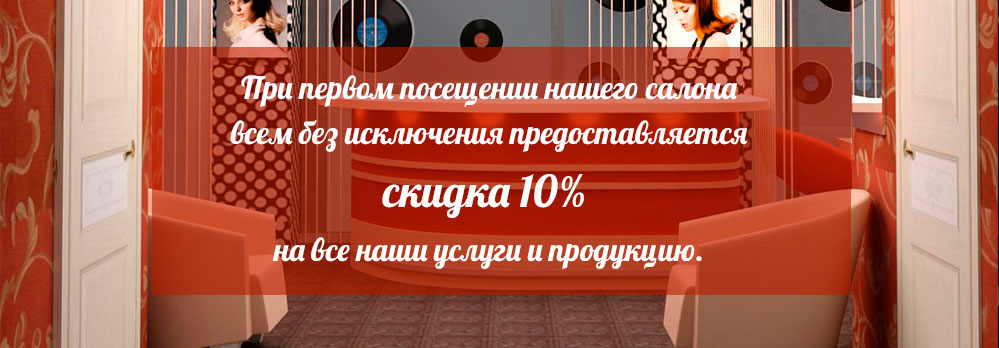 При первом посещении нашего салона
всем без исключения предоставляется
скидка 10%
на все наши услуги и продукцию.